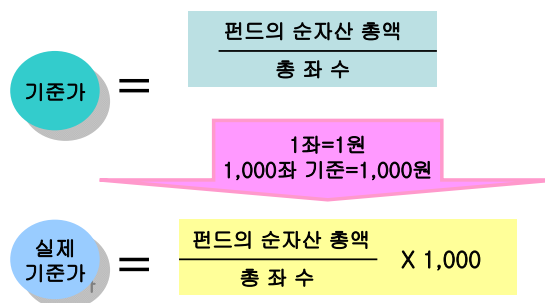 펀드의 순자산 총액
기준가 =
총 좌 수
1좌=1원
1,000좌 기준=1,000원
펀드의 순자산 총액
실제
기준가 =
X 1,000
총 좌 수